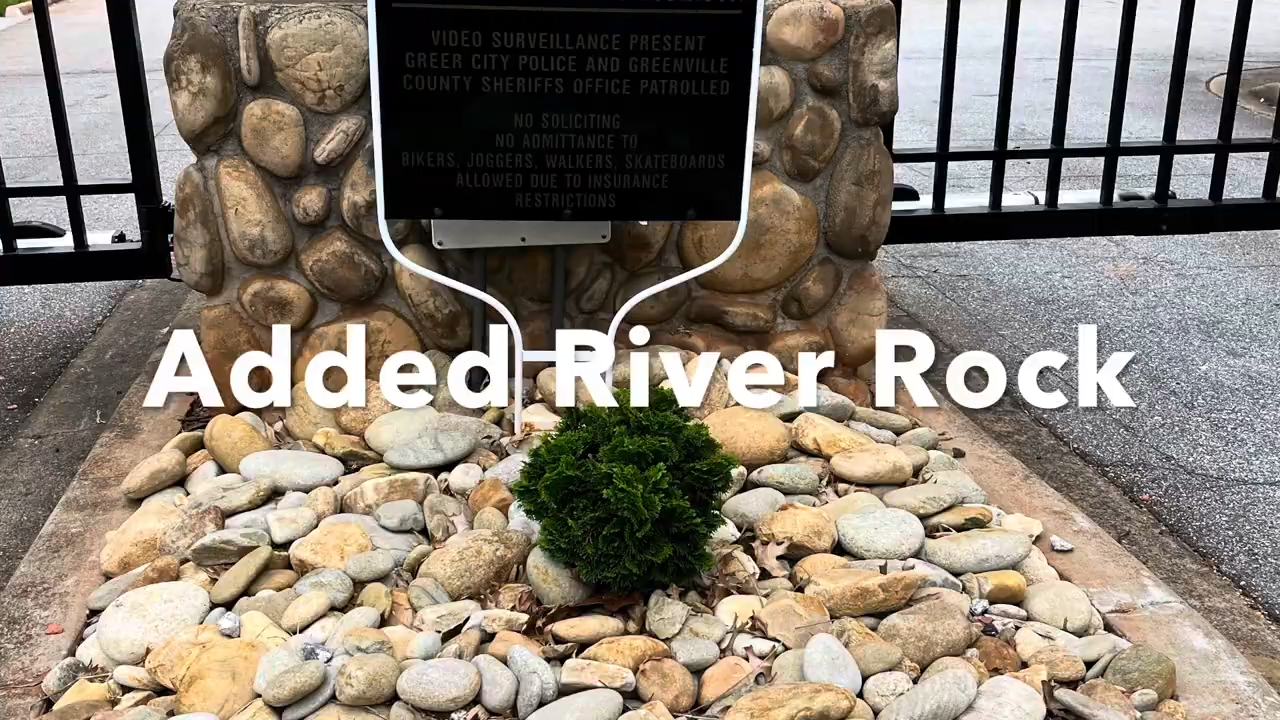 VIDEO SURVEILLANCE PRESENT
GREER CITY POLICE AND GREENVILLE
COUNTY SHERIFFS OFFICE PATROLLED
NO SOLICITING
NO ADMITTANCE TO
BIKERS, JOGGERS, WALKERS, SKATEBOARDS
ALLOWED DUE TO INSURANCE
RESTRICTIONS
Added River Rock